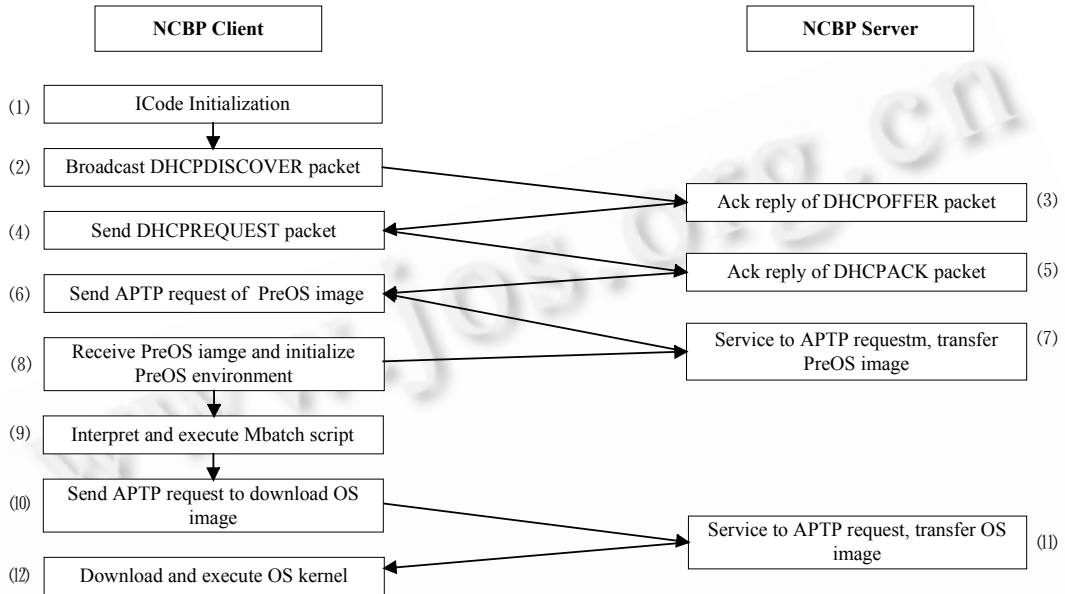 NCBP Client
NCBP Server
(1)
ICode Initialization
(2)
Broadcast DHCPDISCOVER packet
Ack reply of DHCPOFFER packet
(3)
(4)
Send DHCPREQUEST packet
Ack reply of DHCPACK packet
(5)
(6)
Send APTP request of PreOS image
Service to APTP requestm, transfer
PreOS image
(7)
(8)
Receive PreOS iamge and initialize
PreOS environment
(9)
Interpret and execute Mbatch script
(10)
Send APTP request to download OS
image
Service to APTP request, transfer OS
image
(11)
(12)
Download and execute OS kernel
www.jos.org.cn